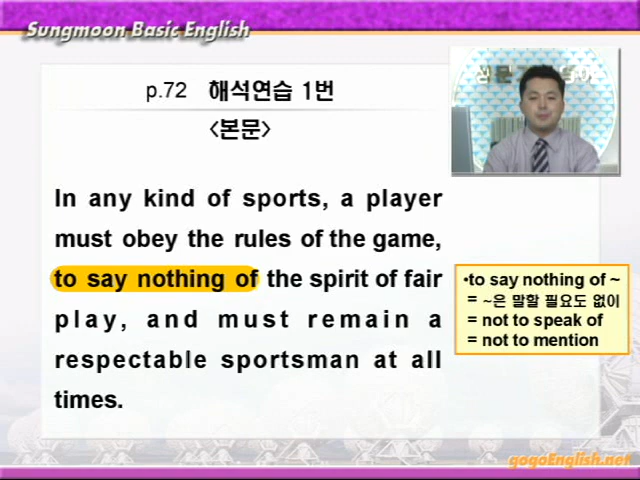 Sungmoon Basic English
p.72 해석연습 1번
<본문>
In any kind of sports, a player
must obey the rules of the game,
to say nothing of the spirit of fair
play, and must remain a
respectable sportsman at all
times.
•to say nothing of ~
= ~은 말할 필요도 없이
= not to speak of
= not to mention
gogoEnglish.net